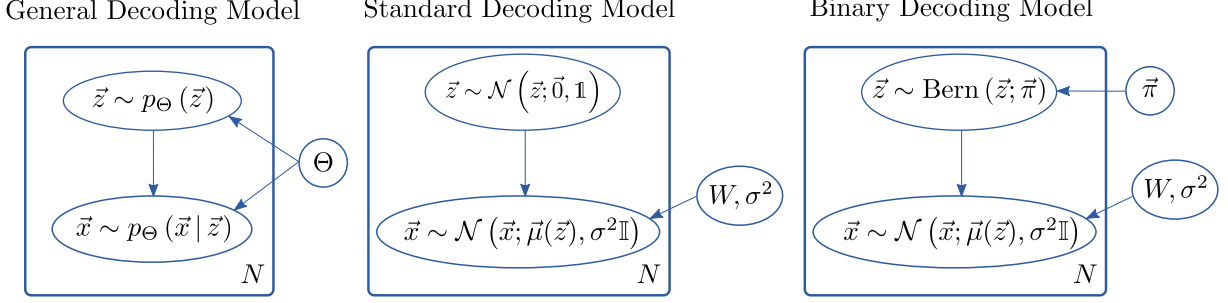 General Decoding Model
z⃗ ∼ p_Θ (z⃗)
Θ
x⃗ ∼ p_Θ (x⃗ | z⃗)
N
Standard Decoding Model
z⃗ ∼ 𝒩 (z⃗; 0⃗, 𝟙)
W, σ²
x⃗ ∼ 𝒩 (x⃗; μ⃗(z⃗), σ²𝕀)
N
Binary Decoding Model
z⃗ ∼ Bern (z⃗; π⃗)
π⃗
W, σ²
x⃗ ∼ 𝒩 (x⃗; μ⃗(z⃗), σ²𝕀)
N